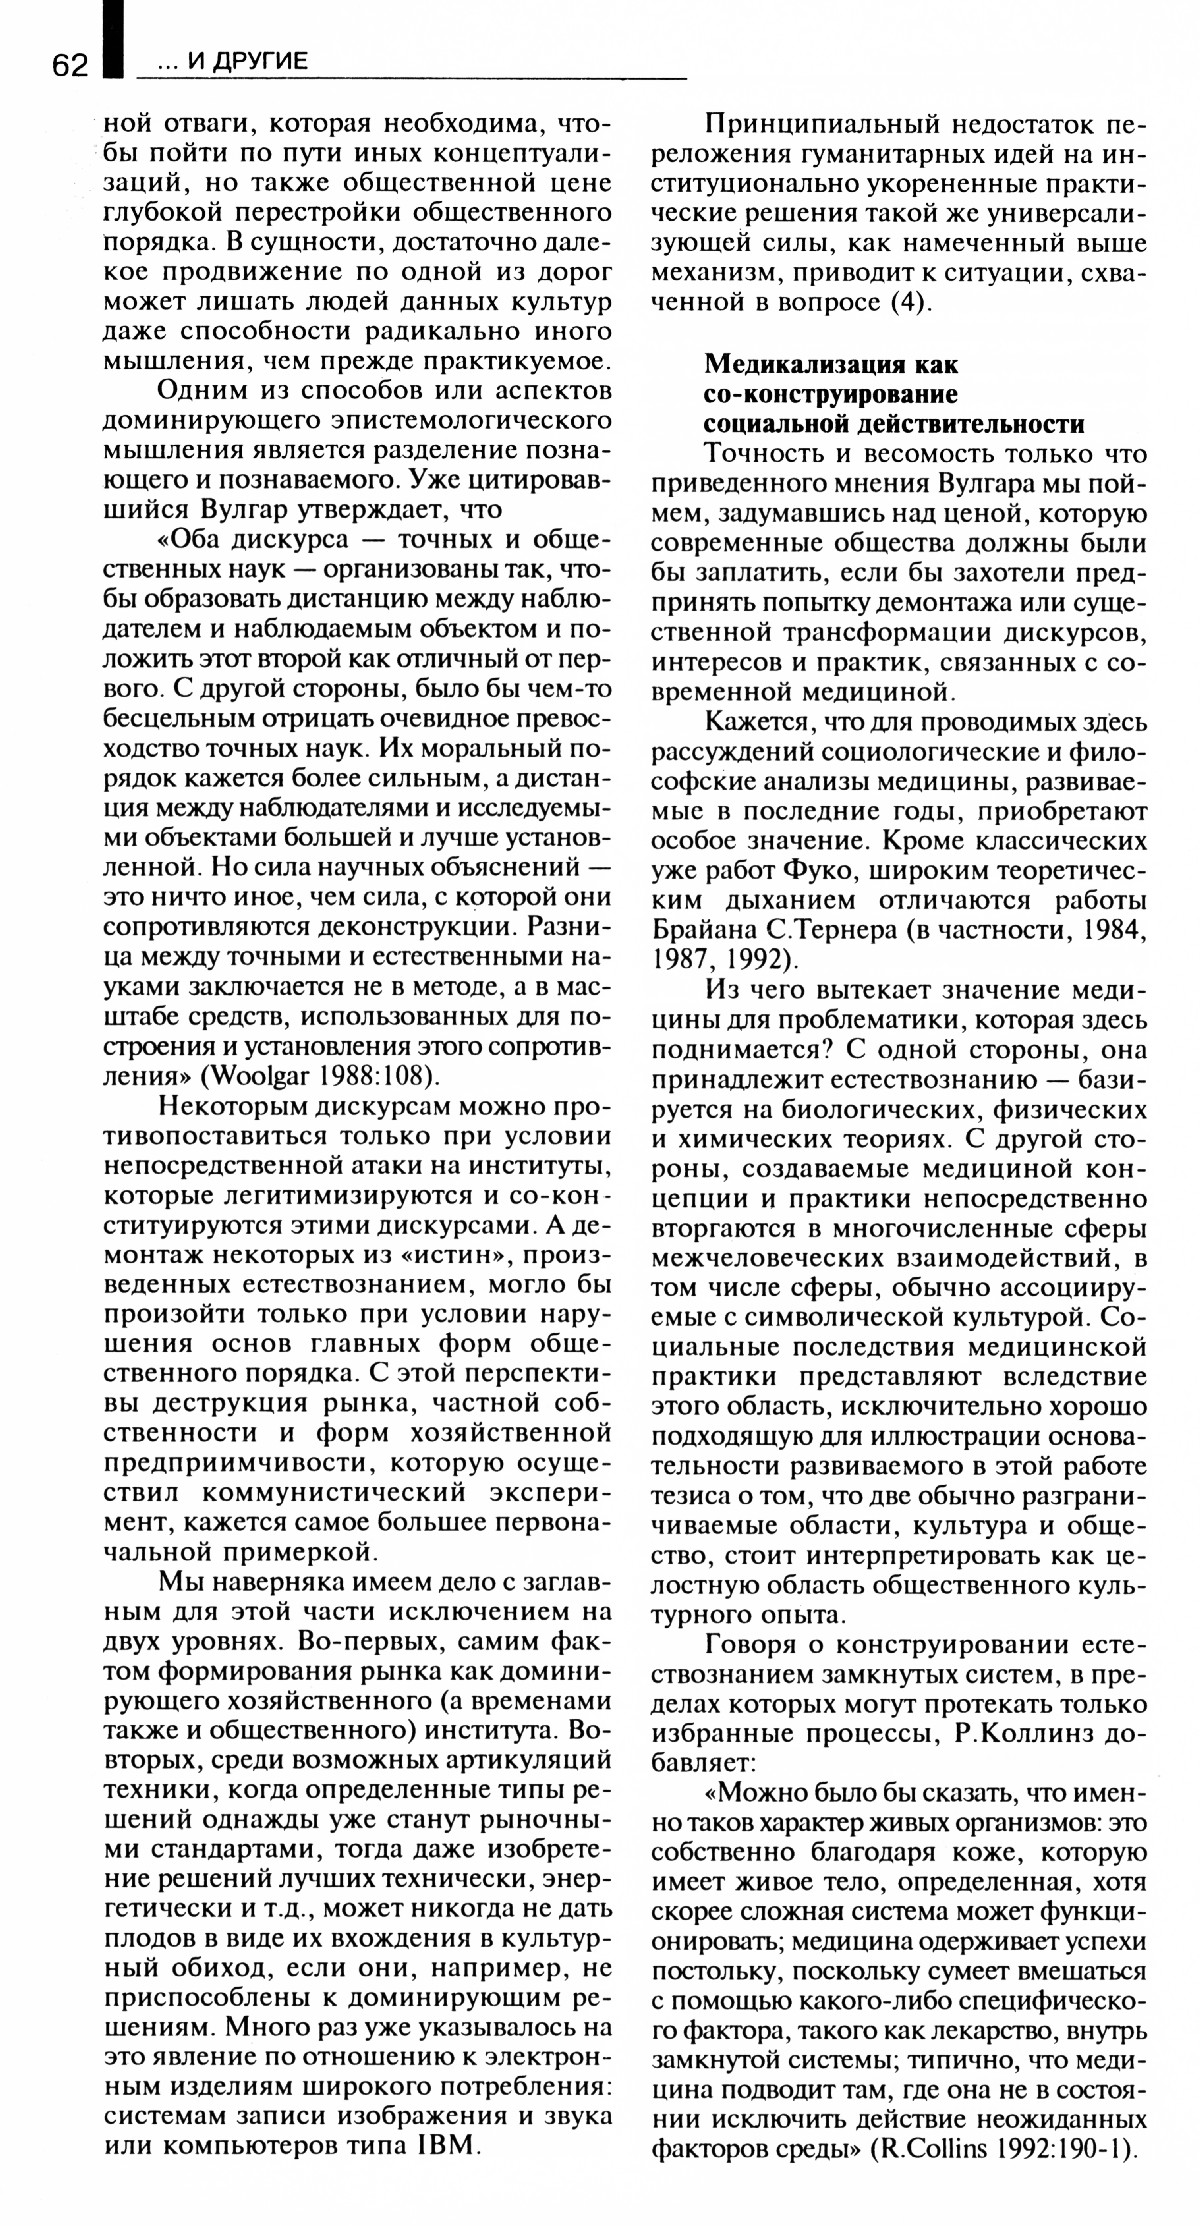 62
... И ДРУГИЕ
ной отваги, которая необходима, что-
бы пойти по пути иных концептуали-
заций, но также общественной цене
глубокой перестройки общественного
порядка. В сущности, достаточно дале-
кое продвижение по одной из дорог
может лишать людей данных культур
даже способности радикально иного
мышления, чем прежде практикуемое.
Одним из способов или аспектов
доминирующего эпистемологического
мышления является разделение позна-
ющего и познаваемого. Уже цитировав-
шийся Вулгар утверждает, что
«Оба дискурса — точных и обще-
ственных наук — организованы так, что-
бы образовать дистанцию между наблю-
дателем и наблюдаемым объектом и по-
ложить этот второй как отличный от пер-
вого. С другой стороны, было бы чем-то
бесцельным отрицать очевидное превос-
ходство точных наук. Их моральный по-
рядок кажется более сильным, а дистан-
ция между наблюдателями и исследуемы-
ми объектами большей и лучше установ-
ленной. Но сила научных объяснений —
это ничто иное, чем сила, с которой они
сопротивляются деконструкции. Разни-
ца между точными и естественными на-
уками заключается не в методе, а в мас-
штабе средств, использованных для по-
строения и установления этого сопротив-
ления» (Woolgar 1988:108).
Некоторым дискурсам можно про-
тивопоставиться только при условии
непосредственной атаки на институты,
которые легитимизируются и со-кон-
ституируются этими дискурсами. А де-
монтаж некоторых из «истин», произ-
веденных естествознанием, могло бы
произойти только при условии нару-
шения основ главных форм обще-
ственного порядка. С этой перспекти-
вы деструкция рынка, частной соб-
ственности и форм хозяйственной
предприимчивости, которую осуще-
ствил коммунистический экспери-
мент, кажется самое большее первона-
чальной примеркой.
Мы наверняка имеем дело с заглав-
ным для этой части исключением на
двух уровнях. Во-первых, самим фак-
том формирования рынка как домини-
рующего хозяйственного (а временами
также и общественного) института. Во-
вторых, среди возможных артикуляций
техники, когда определенные типы ре-
шений однажды уже станут рыночны-
ми стандартами, тогда даже изобрете-
ние решений лучших технически, энер-
гетически и т.д., может никогда не дать
плодов в виде их вхождения в культур-
ный обиход, если они, например, не
приспособлены к доминирующим ре-
шениям. Много раз уже указывалось на
это явление по отношению к электрон-
ным изделиям широкого потребления:
системам записи изображения и звука
или компьютеров типа IBM.
Принципиальный недостаток пе-
реложения гуманитарных идей на ин-
ституционально укорененные практи-
ческие решения такой же универсали-
зующей силы, как намеченный выше
механизм, приводит к ситуации, схва-
ченной в вопросе (4).
Медикализация как
со-конструирование
социальной действительности
Точность и весомость только что
приведенного мнения Вулгара мы пой-
мем, задумавшись над ценой, которую
современные общества должны были
бы заплатить, если бы захотели пред-
принять попытку демонтажа или суще-
ственной трансформации дискурсов,
интересов и практик, связанных с со-
временной медициной.
Кажется, что для проводимых здесь
рассуждений социологические и фило-
софские анализы медицины, развивае-
мые в последние годы, приобретают
особое значение. Кроме классических
уже работ Фуко, широким теоретичес-
ким дыханием отличаются работы
Брайана С.Тернера (в частности, 1984,
1987, 1992).
Из чего вытекает значение меди-
цины для проблематики, которая здесь
поднимается? С одной стороны, она
принадлежит естествознанию — бази-
руется на биологических, физических
и химических теориях. С другой сто-
роны, создаваемые медициной кон-
цепции и практики непосредственно
вторгаются в многочисленные сферы
межчеловеческих взаимодействий, в
том числе сферы, обычно ассоцииру-
емые с символической культурой. Со-
циальные последствия медицинской
практики представляют вследствие
этого область, исключительно хорошо
подходящую для иллюстрации основа-
тельности развиваемого в этой работе
тезиса о том, что две обычно разграни-
чиваемые области, культура и обще-
ство, стоит интерпретировать как це-
лостную область общественного куль-
турного опыта.
Говоря о конструировании есте-
ствознанием замкнутых систем, в пре-
делах которых могут протекать только
избранные процессы, Р.Коллинз до-
бавляет:
«Можно было бы сказать, что имен-
но таков характер живых организмов: это
собственно благодаря коже, которую
имеет живое тело, определенная, хотя
скорее сложная система может функци-
онировать; медицина одерживает успехи
постольку, поскольку сумеет вмешаться
с помощью какого-либо специфическо-
го фактора, такого как лекарство, внутрь
замкнутой системы; типично, что меди-
цина подводит там, где она не в состоя-
нии исключить действие неожиданных
факторов среды» (R.Collins 1992:190-1).